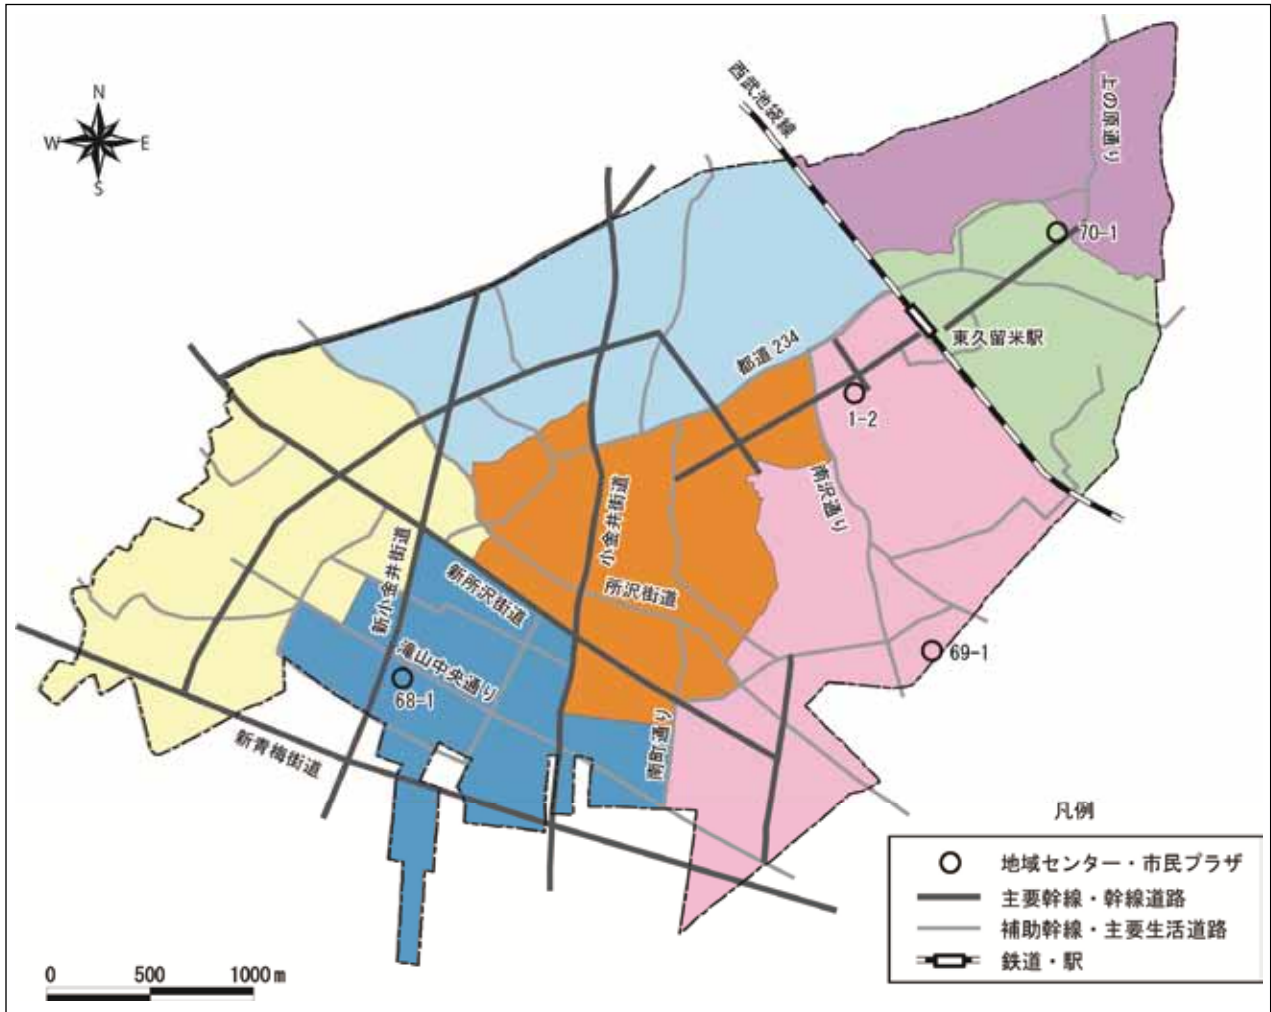 N
W
E
S
西武池袋線
上の原通り
70-1
東久留米駅
都道 234
1-2
南沢通り
小金井街道
所沢街道
新小金井街道
新所沢街道
滝山中央通り
68-1
69-1
南町通り
新青梅街道
凡例
地域センター・市民プラザ
主要幹線・幹線道路
補助幹線・主要生活道路
鉄道・駅
0 500 1000m